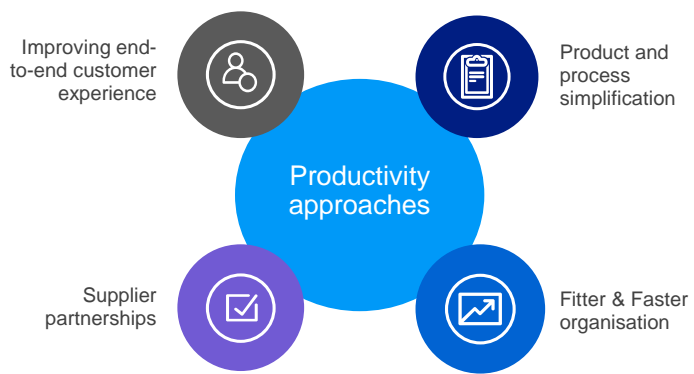 Improving end-
to-end customer
experience
Product and
process
simplification
Productivity
approaches
Supplier
partnerships
Fitter & Faster
organisation